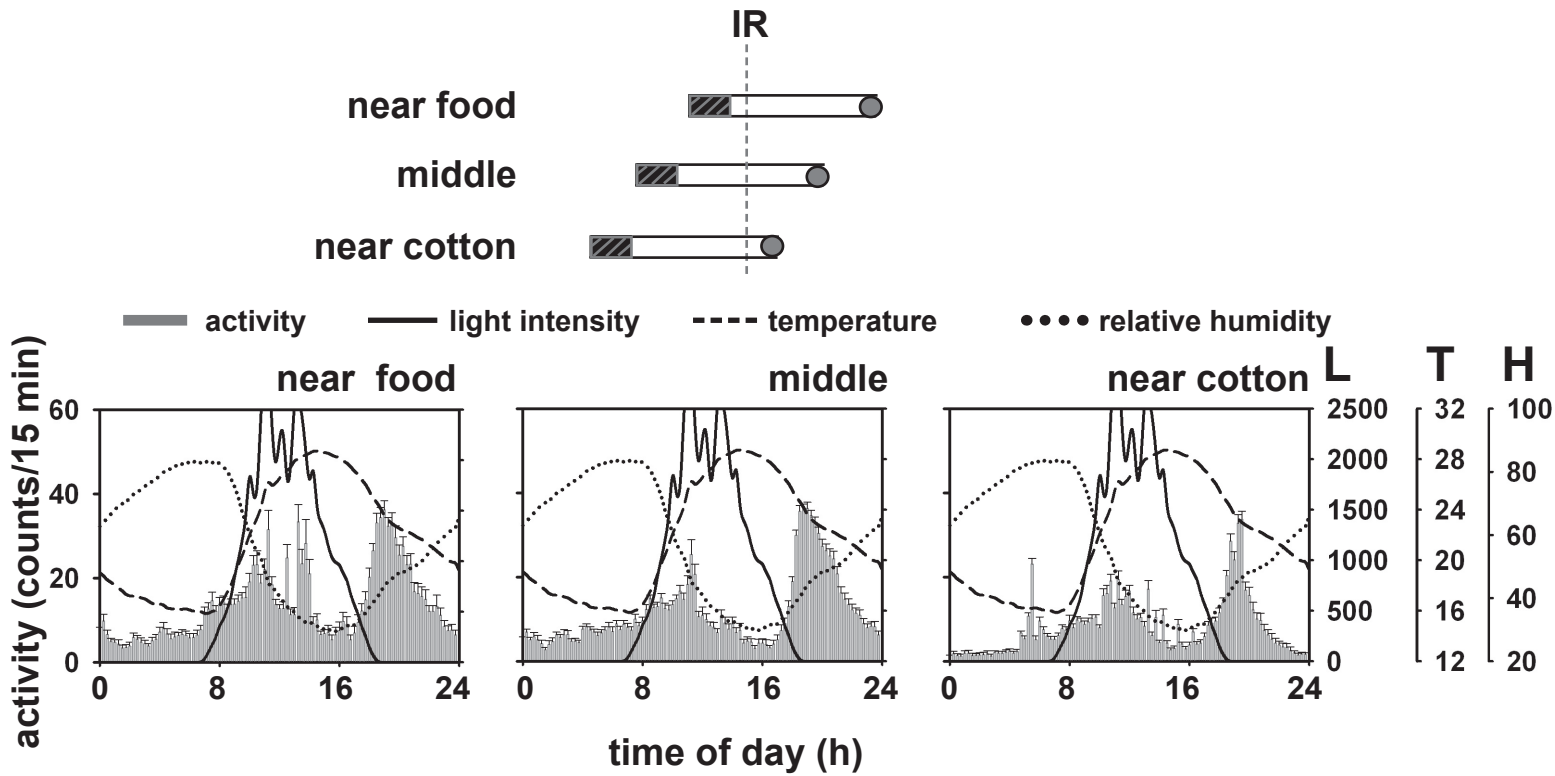 IR
near food
middle
near cotton
activity light intensity temperature relative humidity
near food middle near cotton L T H
activity (counts/15 min)
60 40 20 0
2500 2000 1500 1000 500 0
32 28 24 20 16 12
100 80 60 40 20
0 8 16 24 0 8 16 24 0 8 16 24
time of day (h)